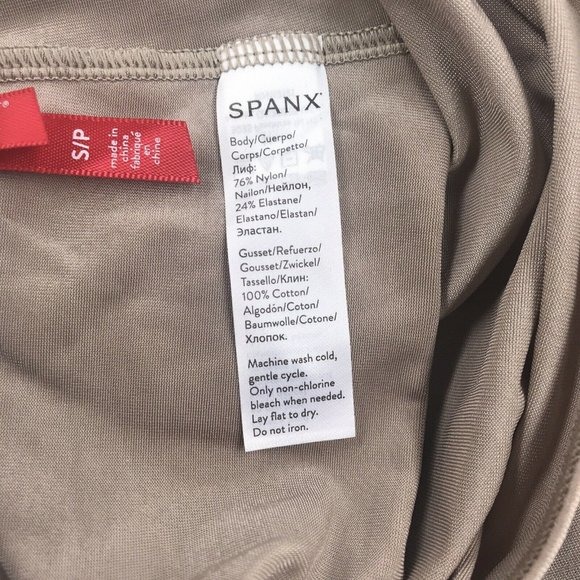 S/P
made in
china
fabriqué
en
chine
SPANX
Body/Cuerpo/
Corps/Corpetto/
Лиф:
76% Nylon/
Nailon/Нейлон,
24% Elastane/
Elastano/Elastan/
Эластан.
Gusset/Refuerzo/
Gousset/Zwickel/
Tassello/Клин:
100% Cotton/
Algodón/Coton/
Baumwolle/Cotone/
Хлопок.
Machine wash cold,
gentle cycle.
Only non-chlorine
bleach when needed.
Lay flat to dry.
Do not iron.